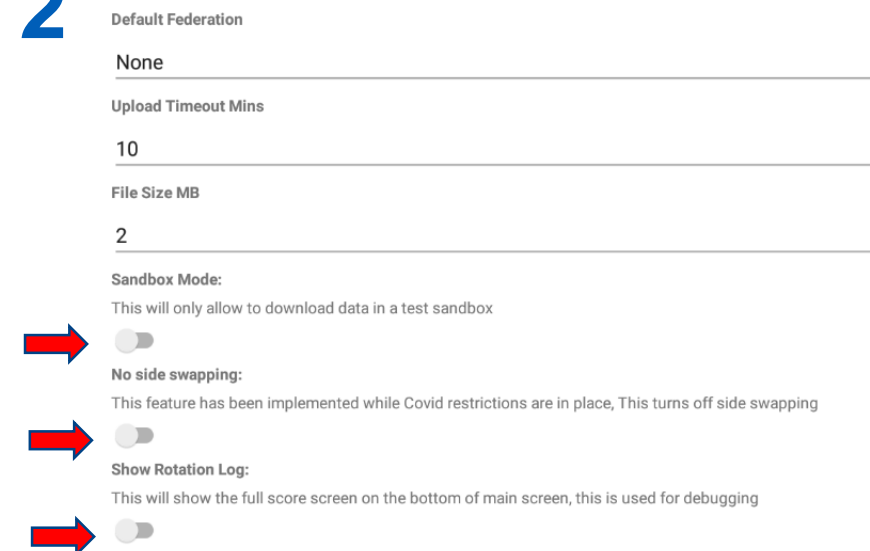 2
Default Federation
None
Upload Timeout Mins
10
File Size MB
2
Sandbox Mode:
This will only allow to download data in a test sandbox
No side swapping:
This feature has been implemented while Covid restrictions are in place, This turns off side swapping
Show Rotation Log:
This will show the full score screen on the bottom of main screen, this is used for debugging